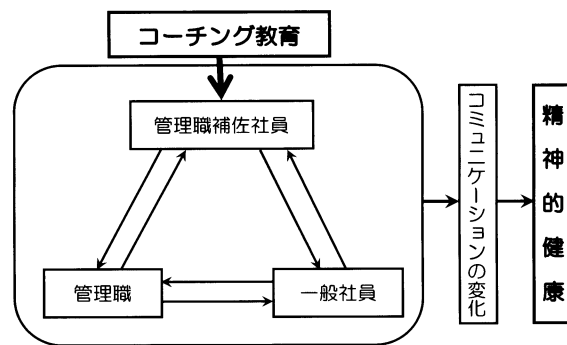 コーチング教育
管理職補佐社員
管理職
一般社員
コミュニケーションの変化
精神的健康